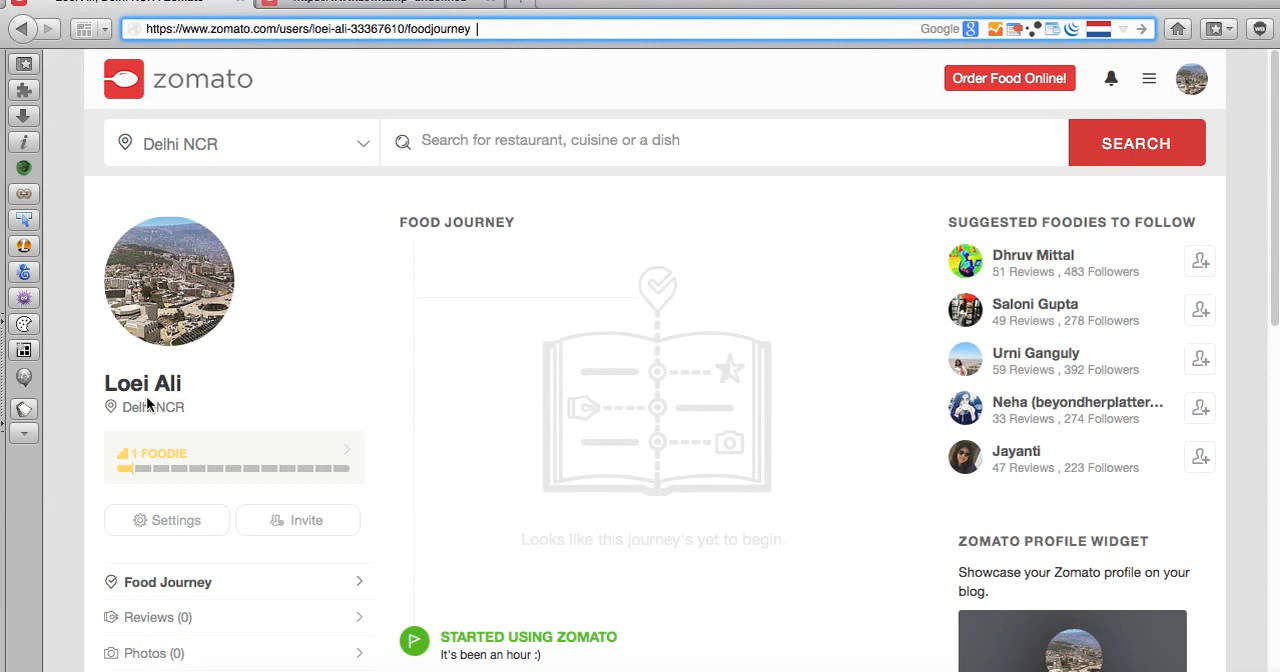 https://www.zomato.com/users/loei-ali-33367610/foodjourney
Google
zomato
Order Food Online!
Delhi NCR
Search for restaurant, cuisine or a dish
SEARCH
Loei Ali
Delhi NCR
1 FOODIE
Settings
Invite
Food Journey
Reviews (0)
Photos (0)
FOOD JOURNEY
Looks like this journey's yet to begin.
STARTED USING ZOMATO
It's been an hour :)
SUGGESTED FOODIES TO FOLLOW
Dhruv Mittal
51 Reviews , 483 Followers
Saloni Gupta
49 Reviews , 278 Followers
Urni Ganguly
59 Reviews , 392 Followers
Neha (beyondherplatter...
33 Reviews , 274 Followers
Jayanti
47 Reviews , 223 Followers
ZOMATO PROFILE WIDGET
Showcase your Zomato profile on your
blog.